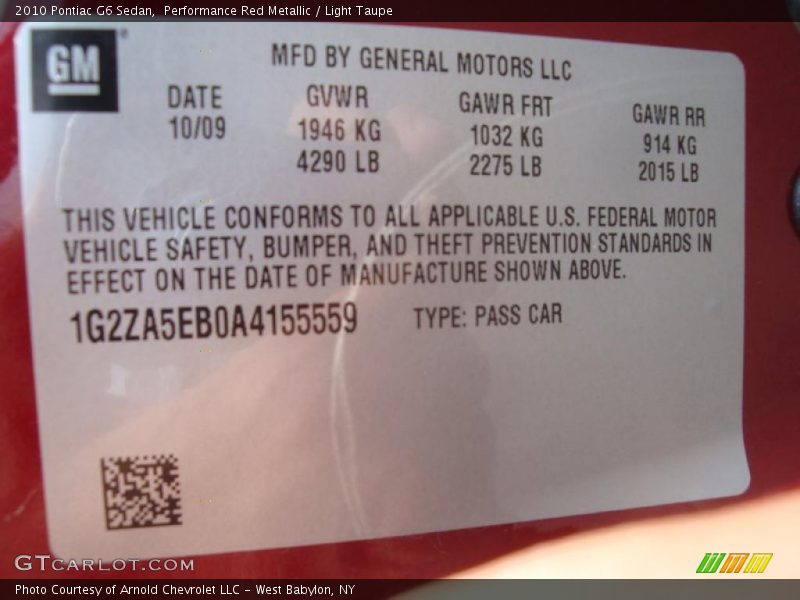 2010 Pontiac G6 Sedan,  Performance Red Metallic / Light Taupe
GM
MFD BY GENERAL MOTORS LLC
DATE GVWR GAWR FRT GAWR RR
10/09 1946 KG 1032 KG 914 KG
4290 LB 2275 LB 2015 LB
THIS VEHICLE CONFORMS TO ALL APPLICABLE U.S. FEDERAL MOTOR
VEHICLE SAFETY, BUMPER, AND THEFT PREVENTION STANDARDS IN
EFFECT ON THE DATE OF MANUFACTURE SHOWN ABOVE.
1G2ZA5EB0A4155559 TYPE: PASS CAR
GTCARLOT.COM
Photo Courtesy of Arnold Chevrolet LLC - West Babylon, NY